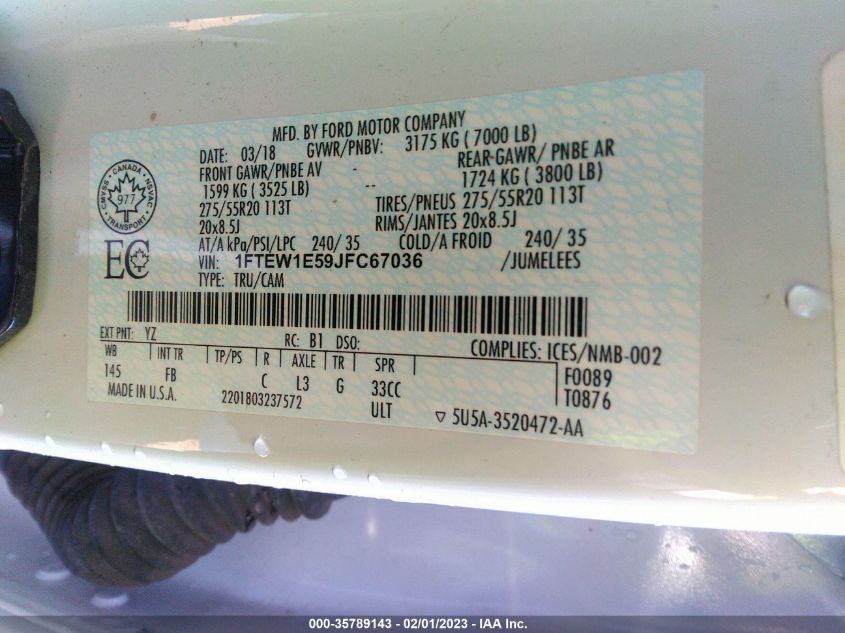 MFD. BY FORD MOTOR COMPANY
DATE: 03/18 GVWR/PNBV: 3175 KG ( 7000 LB)
FRONT GAWR/PNBE AV - REAR GAWR/ PNBE AR
1599 KG ( 3525 LB) -- 1724 KG ( 3800 LB)
275/55R20 113T TIRES/PNEUS 275/55R20 113T
20x8.5J RIMS/JANTES 20x8.5J
AT/A kPa/PSI/LPC 240/ 35 COLD/A FROID 240/ 35
VIN: 1FTEW1E59JFC67036 /JUMELEES
TYPE: TRU/CAM
CMVSS · CANADA · NSVAC · TRANSPORT ·
977
EC
EXT PNT: YZ RC: B1 DSO: COMPLIES: ICES/NMB-002
WB INT TR TP/PS R AXLE TR SPR F0089
145 FB C L3 G 33CC T0876
MADE IN U.S.A. 2201803237572 ULT ▽ 5U5A-3520472-AA
000-35789143 - 02/01/2023 - IAA Inc.